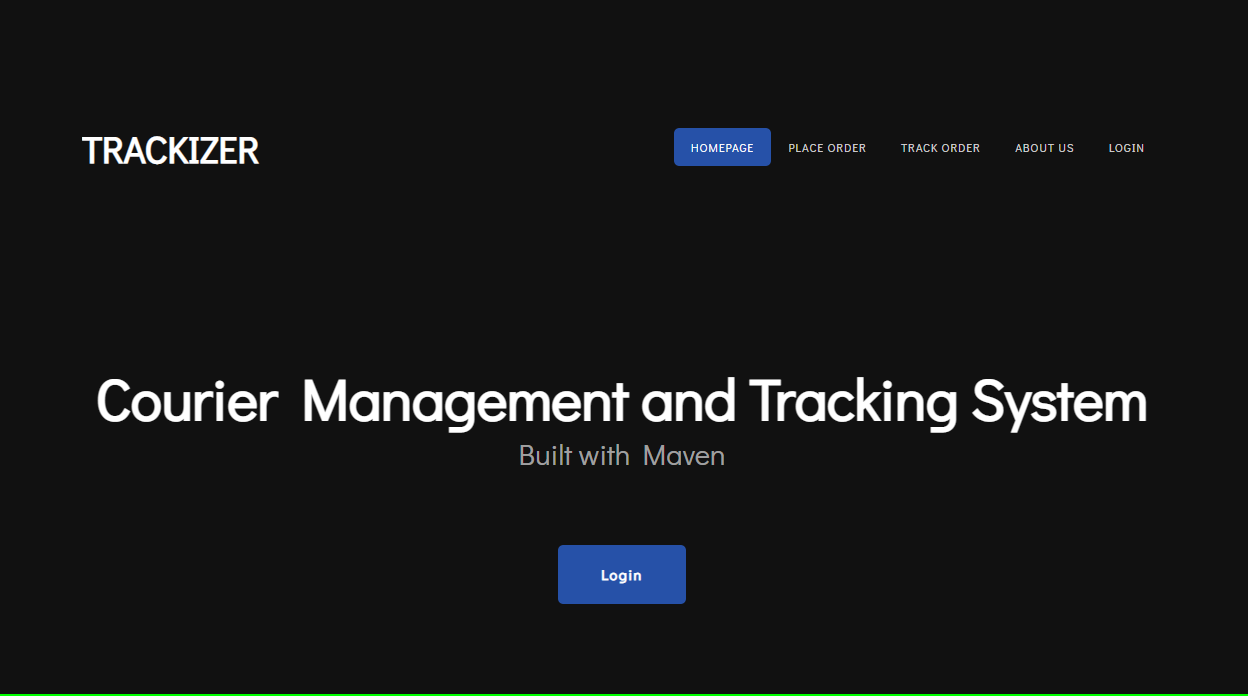 TRACKIZER
HOMEPAGE PLACE ORDER TRACK ORDER ABOUT US LOGIN
Courier Management and Tracking System
Built with Maven
Login